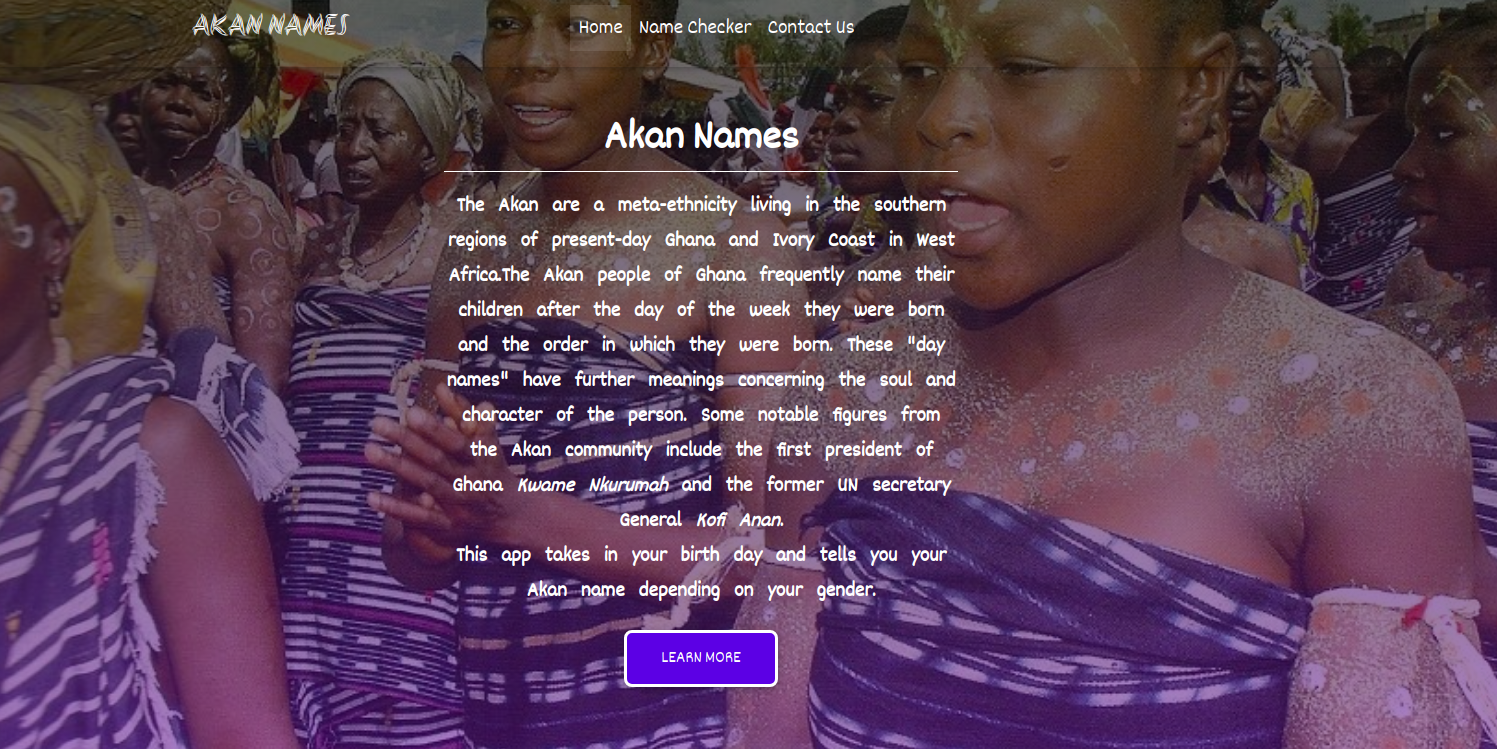 AKAN NAMES
Home Name Checker Contact Us
Akan Names
The Akan are a meta-ethnicity living in the southern
regions of present-day Ghana and Ivory Coast in West
Africa.The Akan people of Ghana frequently name their
children after the day of the week they were born
and the order in which they were born. These "day
names" have further meanings concerning the soul and
character of the person. Some notable figures from
the Akan community include the first president of
Ghana Kwame Nkurumah and the former UN secretary
General Kofi Anan.
This app takes in your birth day and tells you your
Akan name depending on your gender.
LEARN MORE